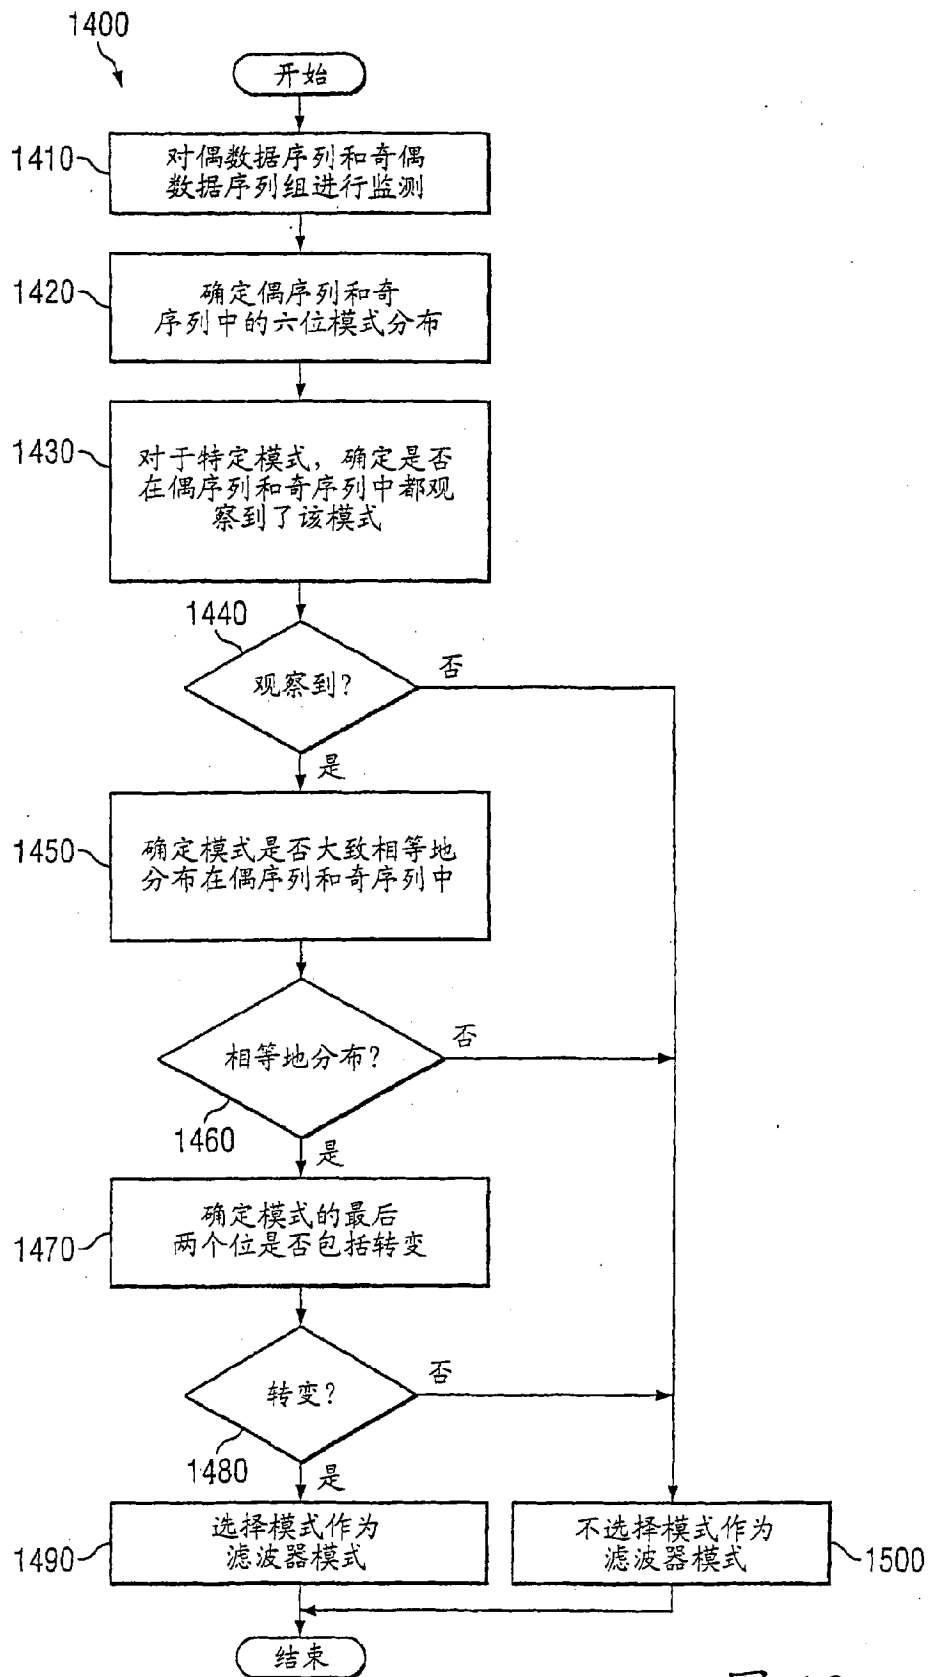 1400
开始
1410
对偶数据序列和奇偶
数据序列组进行监测
1420
确定偶序列和奇
序列中的六位模式分布
1430
对于特定模式，确定是否
在偶序列和奇序列中都观
察到了该模式
1440
观察到？
否
是
1450
确定模式是否大致相等地
分布在偶序列和奇序列中
相等地分布？
否
1460
是
1470
确定模式的最后
两个位是否包括转变
转变？
否
1480
是
1490
选择模式作为
滤波器模式
不选择模式作为
滤波器模式
1500
结束